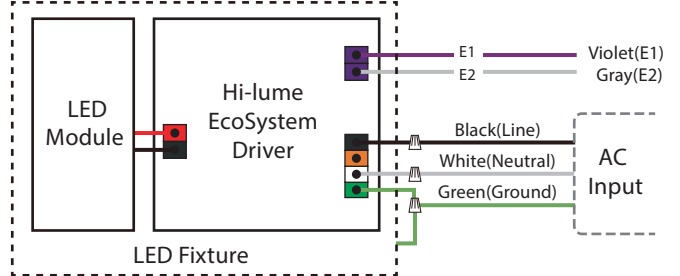 LED
Module
Hi-lume
EcoSystem
Driver
E1
Violet(E1)
E2
Gray(E2)
Black(Line)
White(Neutral)
Green(Ground)
AC
Input
LED Fixture